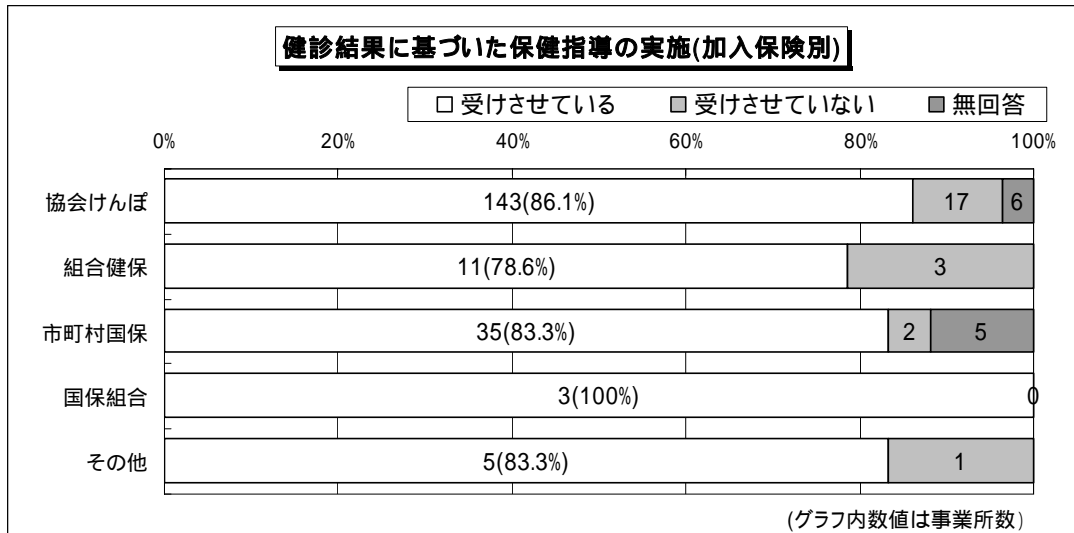 健診結果に基づいた保健指導の実施(加入保険別)
□受けさせている ■受けさせていない ■無回答
0% 20% 40% 60% 80% 100%
協会けんぽ 143(86.1%) 17 6
組合健保 11(78.6%) 3
市町村国保 35(83.3%) 2 5
国保組合 3(100%) 0
その他 5(83.3%) 1
(グラフ内数値は事業所数)